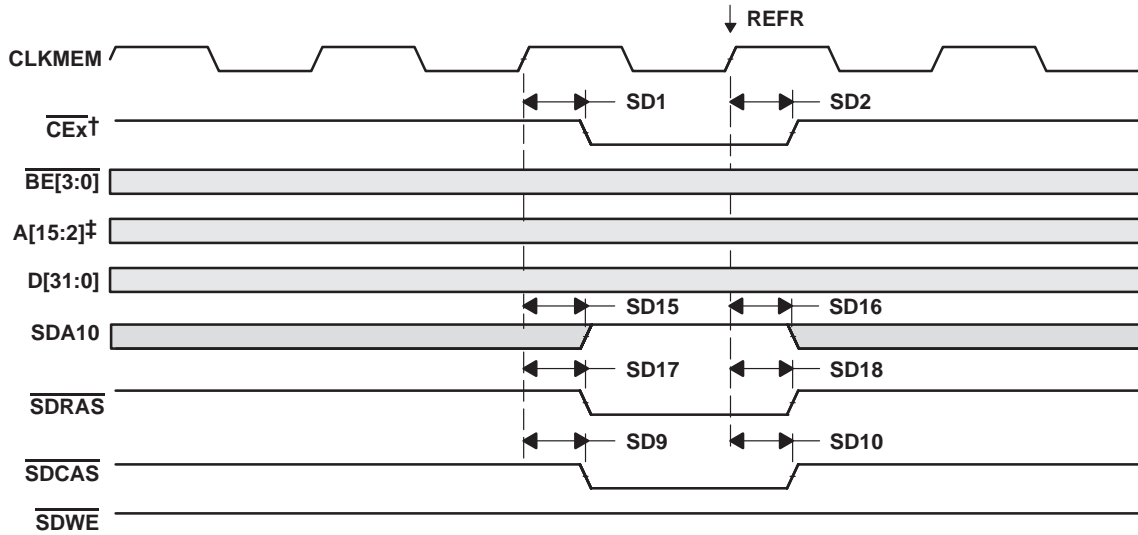 REFR
CLKMEM
SD1 SD2
CEx†
BE[3:0]
A[15:2]‡
D[31:0]
SD15 SD16
SDA10
SD17 SD18
SDRAS
SD9 SD10
SDCAS
SDWE